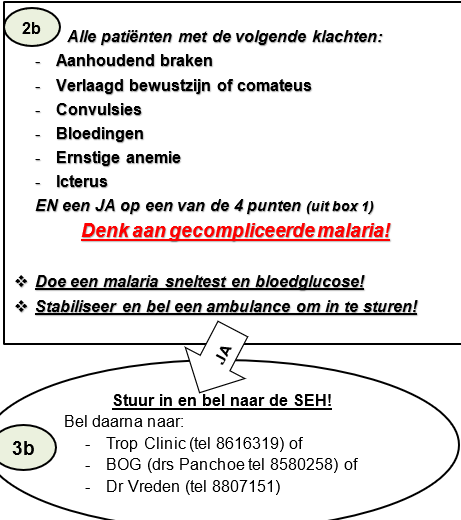 2b
Alle patiënten met de volgende klachten:
- Aanhoudend braken
- Verlaagd bewustzijn of comateus
- Convulsies
- Bloedingen
- Ernstige anemie
- Icterus
EN een JA op een van de 4 punten (uit box 1)
Denk aan gecompliceerde malaria!
❖ Doe een malaria sneltest en bloedglucose!
❖ Stabiliseer en bel een ambulance om in te sturen!
JA
Stuur in en bel naar de SEH!
Bel daarna naar:
3b
- Trop Clinic (tel 8616319) of
- BOG (drs Panchoe tel 8580258) of
- Dr Vreden (tel 8807151)